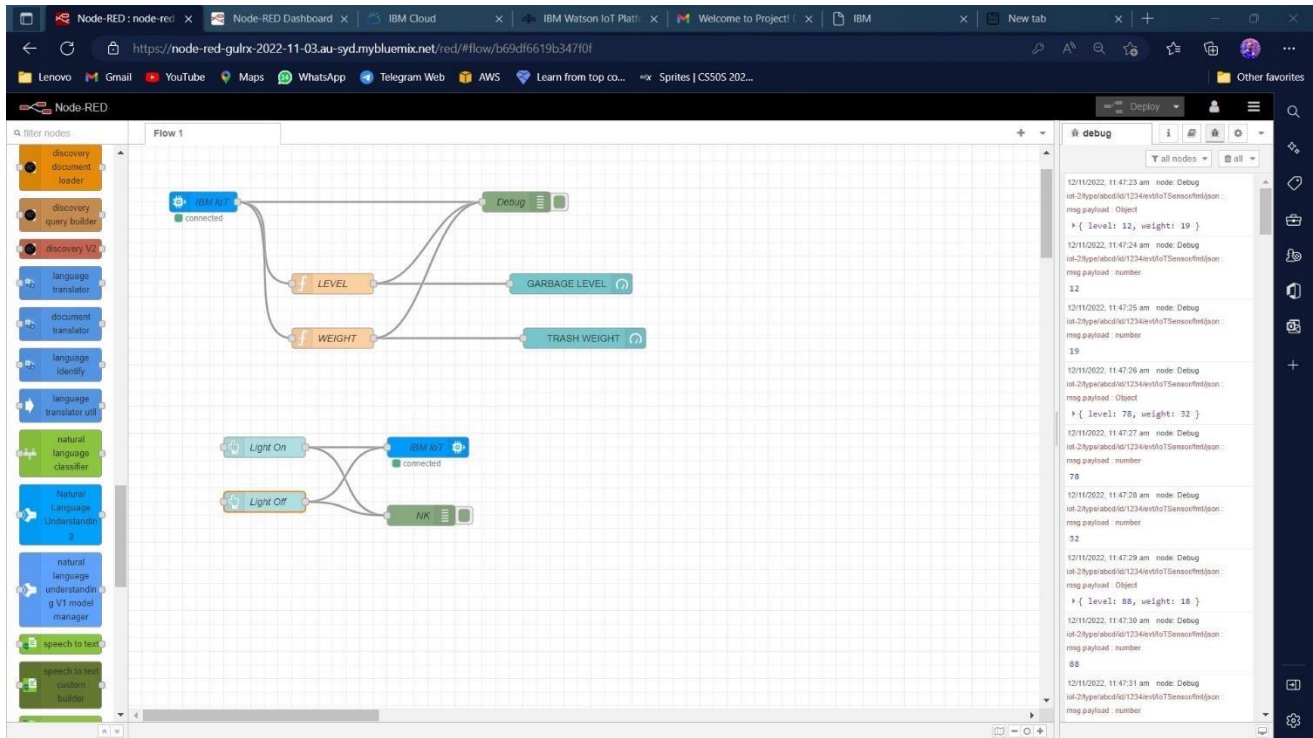 Node-RED : node-red
Node-RED Dashboard
IBM Cloud
IBM Watson IoT Platf
Welcome to Project!
IBM
New tab
https://node-red-gulrx-2022-11-03.au-syd.mybluemix.net/red/#flow/b69df6619b347f0f
Lenovo
Gmail
YouTube
Maps
WhatsApp
Telegram Web
AWS
Learn from top co...
Sprites | CS50S 202...
Other favorites
Node-RED
Deploy
filter nodes
discovery
document
loader
discovery
query builder
discovery V2
language
translator
document
translator
language
identify
language
translator util
natural
language
classifier
Natural
Language
Understandin
g
natural
language
understandin
g V1 model
manager
speech to text
speech to text
custom
builder
Flow 1
IBM IoT
connected
Debug
LEVEL
GARBAGE LEVEL
WEIGHT
TRASH WEIGHT
Light On
IBM IoT
connected
Light Off
NK
debug
all nodes
all
12/11/2022, 11:47:23 am node: Debug
iot-2/type/abcd/id/1234/evt/IoTSensor/fmt/json :
msg.payload : Object
{ level: 12, weight: 19 }
12/11/2022, 11:47:24 am node: Debug
iot-2/type/abcd/id/1234/evt/IoTSensor/fmt/json :
msg.payload : number
12
12/11/2022, 11:47:25 am node: Debug
iot-2/type/abcd/id/1234/evt/IoTSensor/fmt/json :
msg.payload : number
19
12/11/2022, 11:47:26 am node: Debug
iot-2/type/abcd/id/1234/evt/IoTSensor/fmt/json :
msg.payload : Object
{ level: 78, weight: 32 }
12/11/2022, 11:47:27 am node: Debug
iot-2/type/abcd/id/1234/evt/IoTSensor/fmt/json :
msg.payload : number
78
12/11/2022, 11:47:28 am node: Debug
iot-2/type/abcd/id/1234/evt/IoTSensor/fmt/json :
msg.payload : number
32
12/11/2022, 11:47:29 am node: Debug
iot-2/type/abcd/id/1234/evt/IoTSensor/fmt/json :
msg.payload : Object
{ level: 88, weight: 18 }
12/11/2022, 11:47:30 am node: Debug
iot-2/type/abcd/id/1234/evt/IoTSensor/fmt/json :
msg.payload : number
88
12/11/2022, 11:47:31 am node: Debug
iot-2/type/abcd/id/1234/evt/IoTSensor/fmt/json :
msg.payload : number